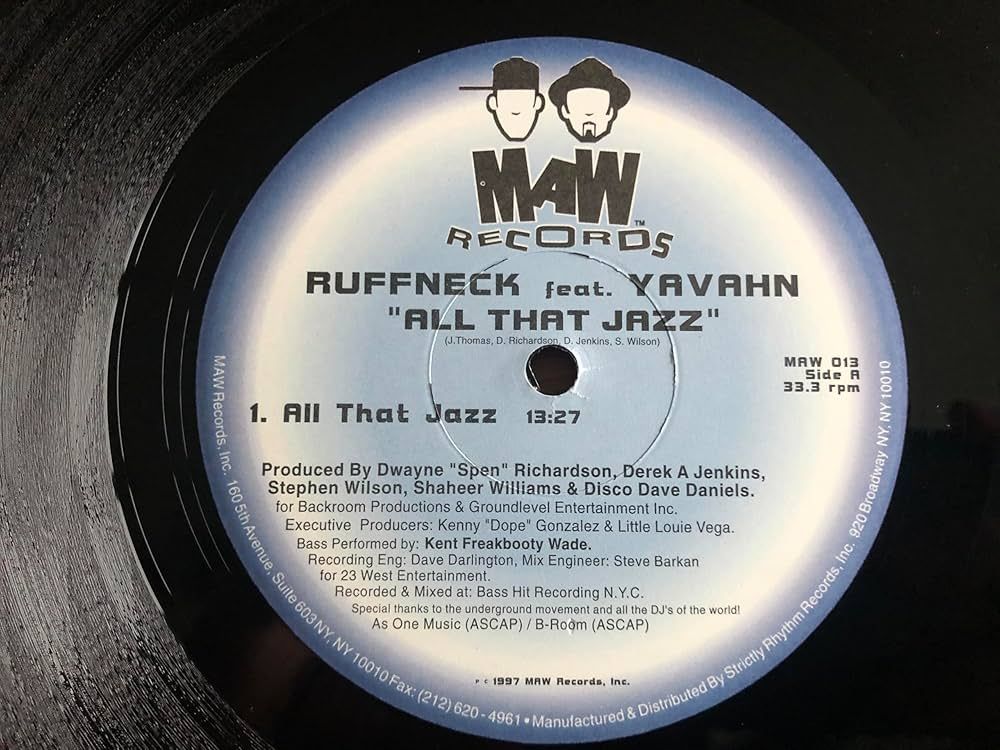 MAW
TM
RECORDS
RUFFNECK feat. YAVAHN
"ALL THAT JAZZ"
(J.Thomas, D. Richardson, D. Jenkins, S. Wilson)
MAW 013
Side A
33.3 rpm
1. All That Jazz 13:27
Produced By Dwayne "Spen" Richardson, Derek A Jenkins,
Stephen Wilson, Shaheer Williams & Disco Dave Daniels.
for Backroom Productions & Groundlevel Entertainment Inc.
Executive Producers: Kenny "Dope" Gonzalez & Little Louie Vega.
Bass Performed by: Kent Freakbooty Wade.
Recording Eng: Dave Darlington, Mix Engineer: Steve Barkan
for 23 West Entertainment.
Recorded & Mixed at: Bass Hit Recording N.Y.C.
Special thanks to the underground movement and all the DJ's of the world!
As One Music (ASCAP) / B-Room (ASCAP)
P C 1997 MAW Records, Inc.
MAW Records, Inc. 160 5th Avenue, Suite 603 NY, NY 10010 Fax: (212) 620 - 4961 • Manufactured & Distributed By Strictly Rhythm Records, Inc. 920 Broadway NY, NY 10010